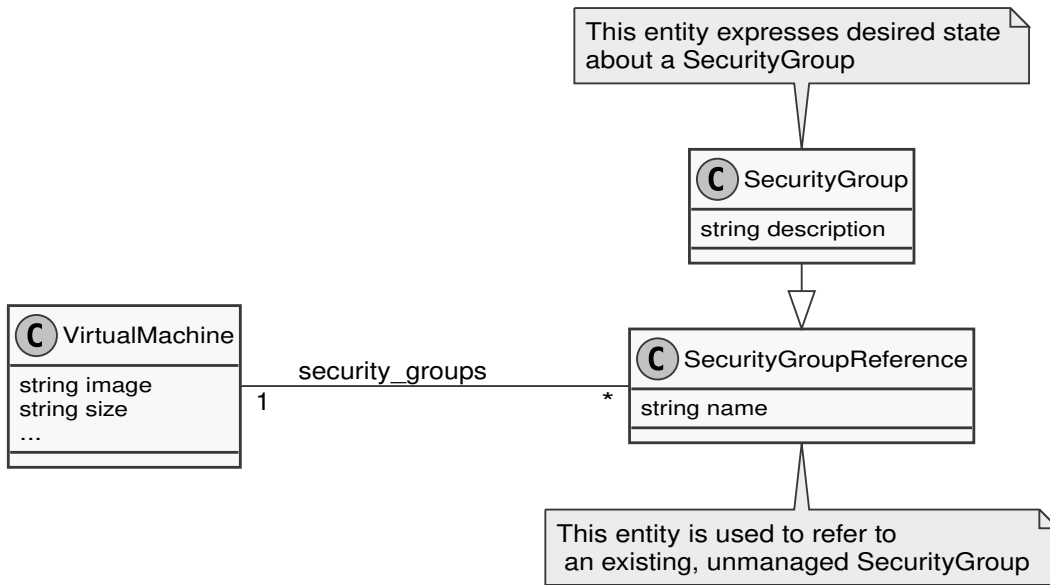 This entity expresses desired state
about a SecurityGroup
C SecurityGroup
string description
C VirtualMachine
string image
string size
...
security_groups
1
*
C SecurityGroupReference
string name
This entity is used to refer to
an existing, unmanaged SecurityGroup